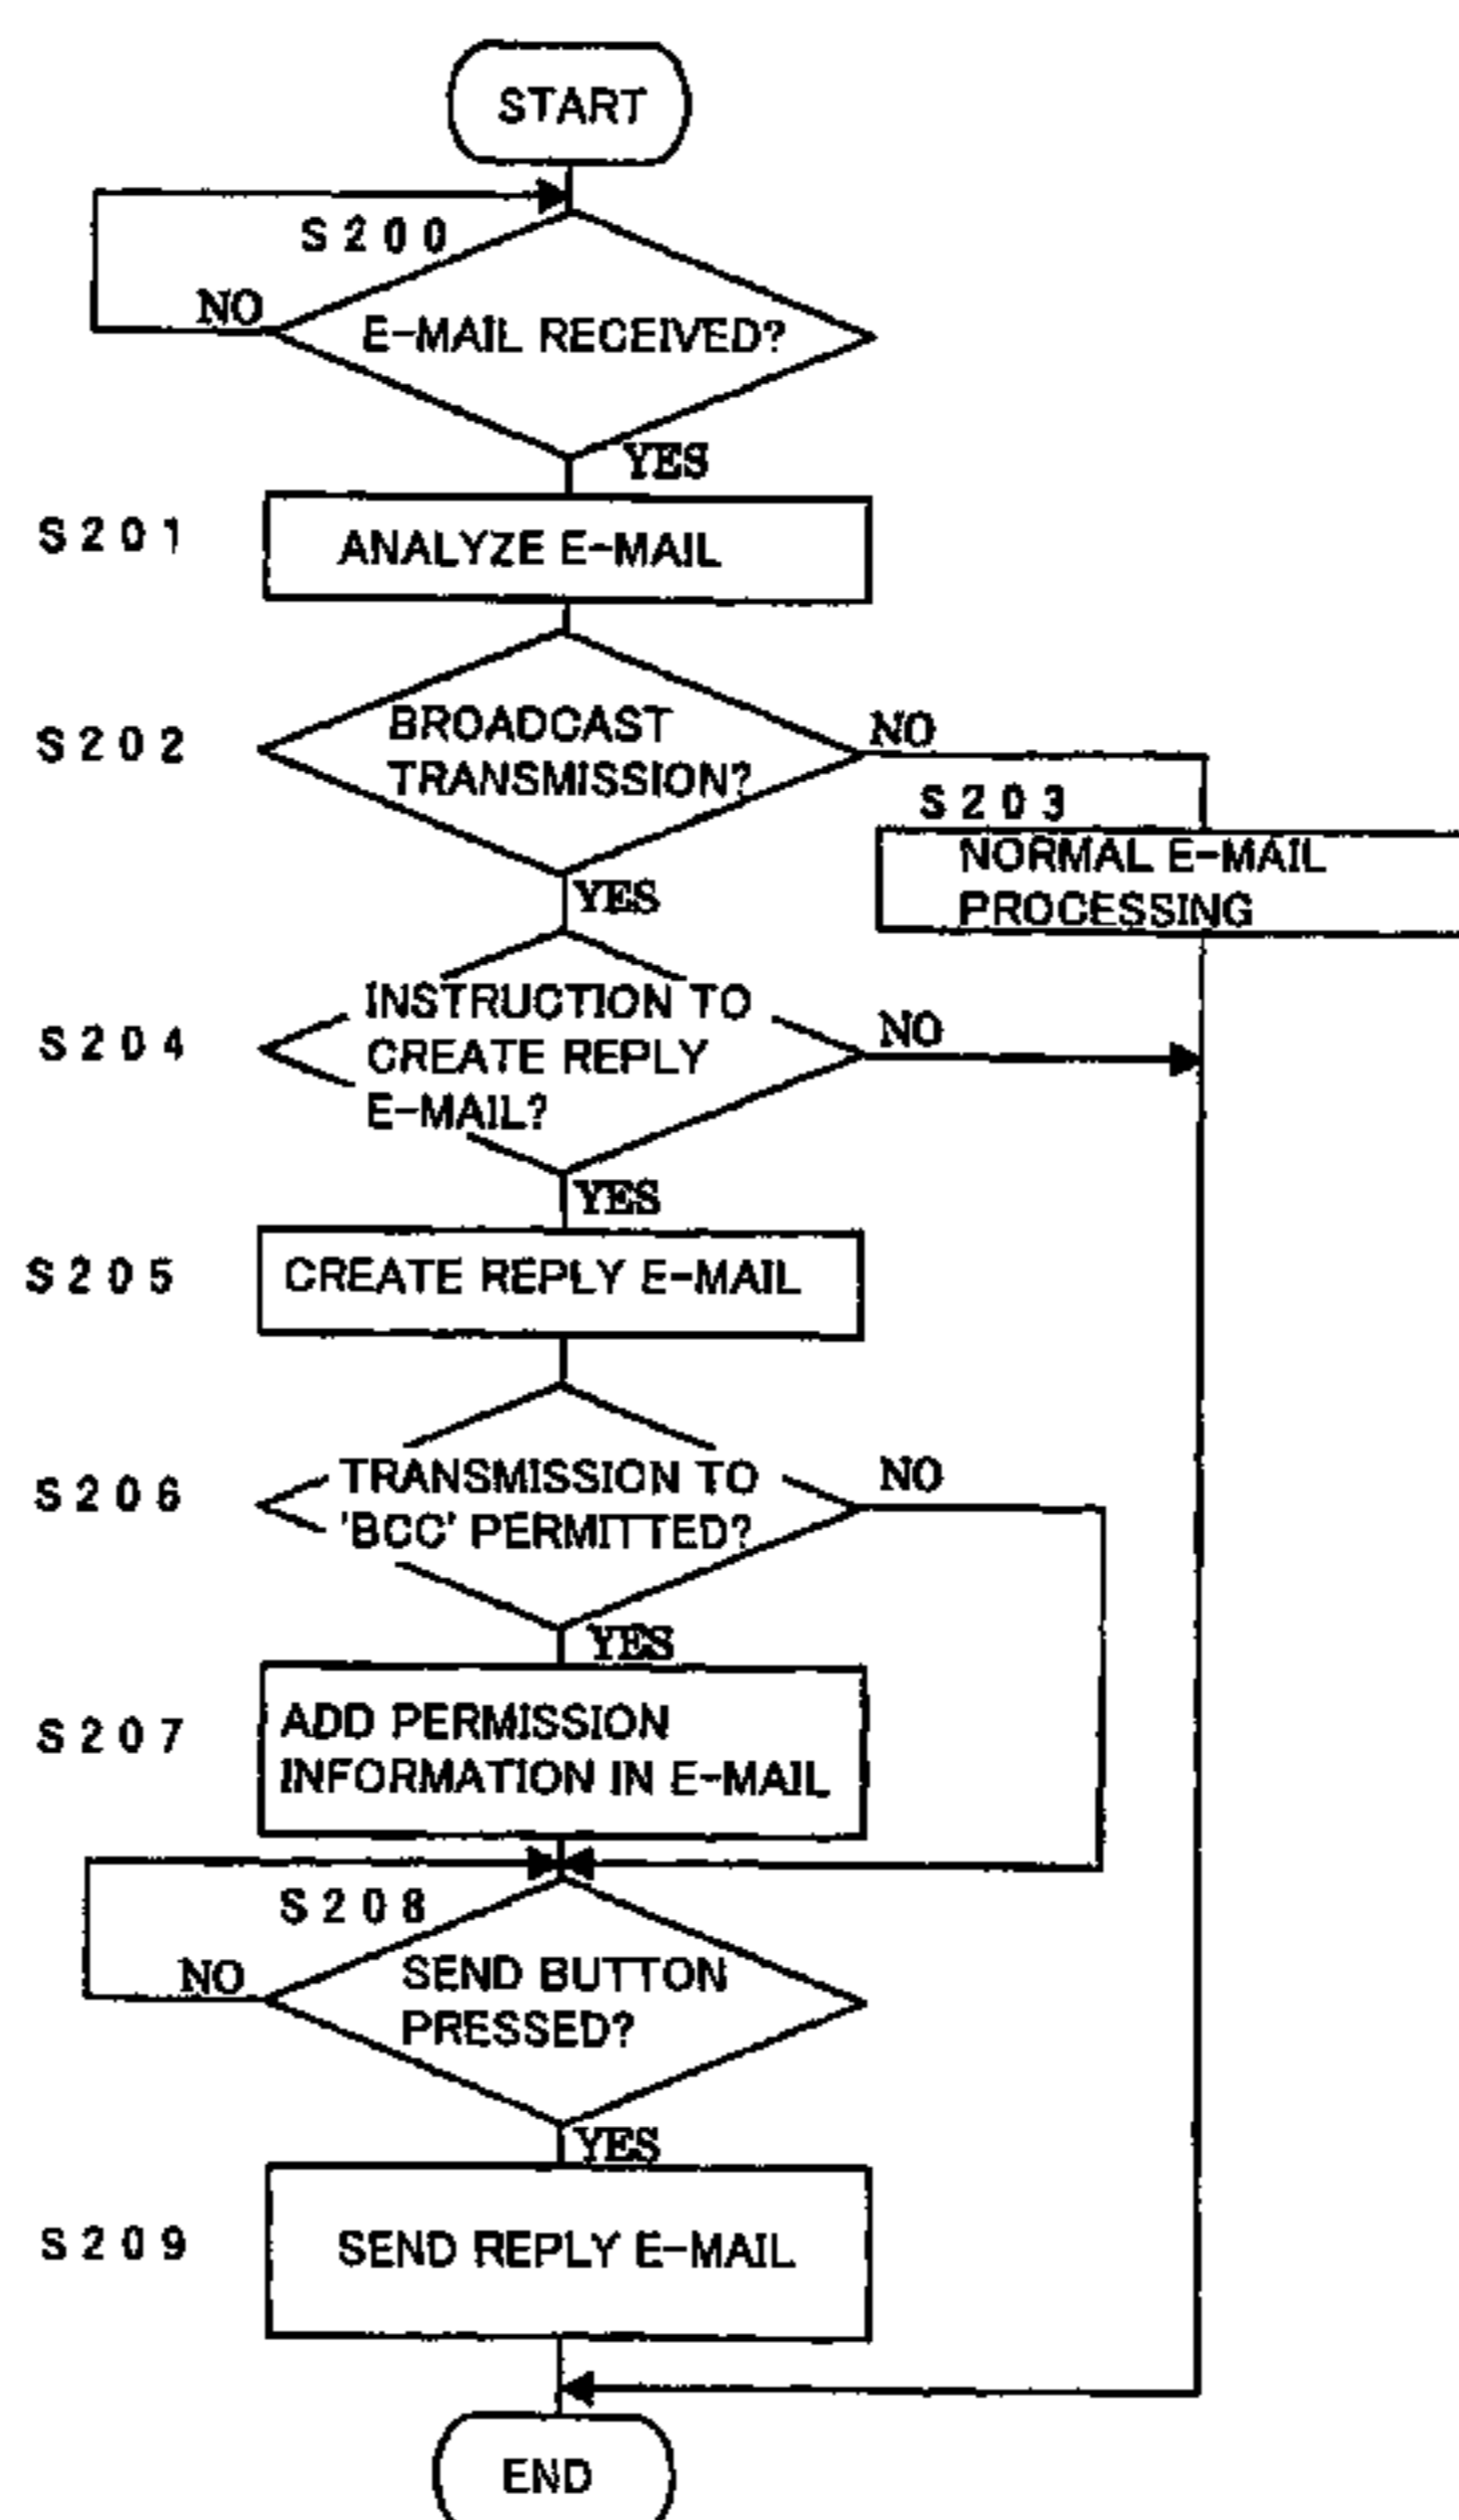 START
S200
NO
E-MAIL RECEIVED?
YES
S201
ANALYZE E-MAIL
S202
BROADCAST
TRANSMISSION?
NO
S203
NORMAL E-MAIL
PROCESSING
YES
S204
INSTRUCTION TO
CREATE REPLY
E-MAIL?
NO
YES
S205
CREATE REPLY E-MAIL
S206
TRANSMISSION TO
'BCC' PERMITTED?
NO
YES
S207
ADD PERMISSION
INFORMATION IN E-MAIL
S208
NO
SEND BUTTON
PRESSED?
YES
S209
SEND REPLY E-MAIL
END